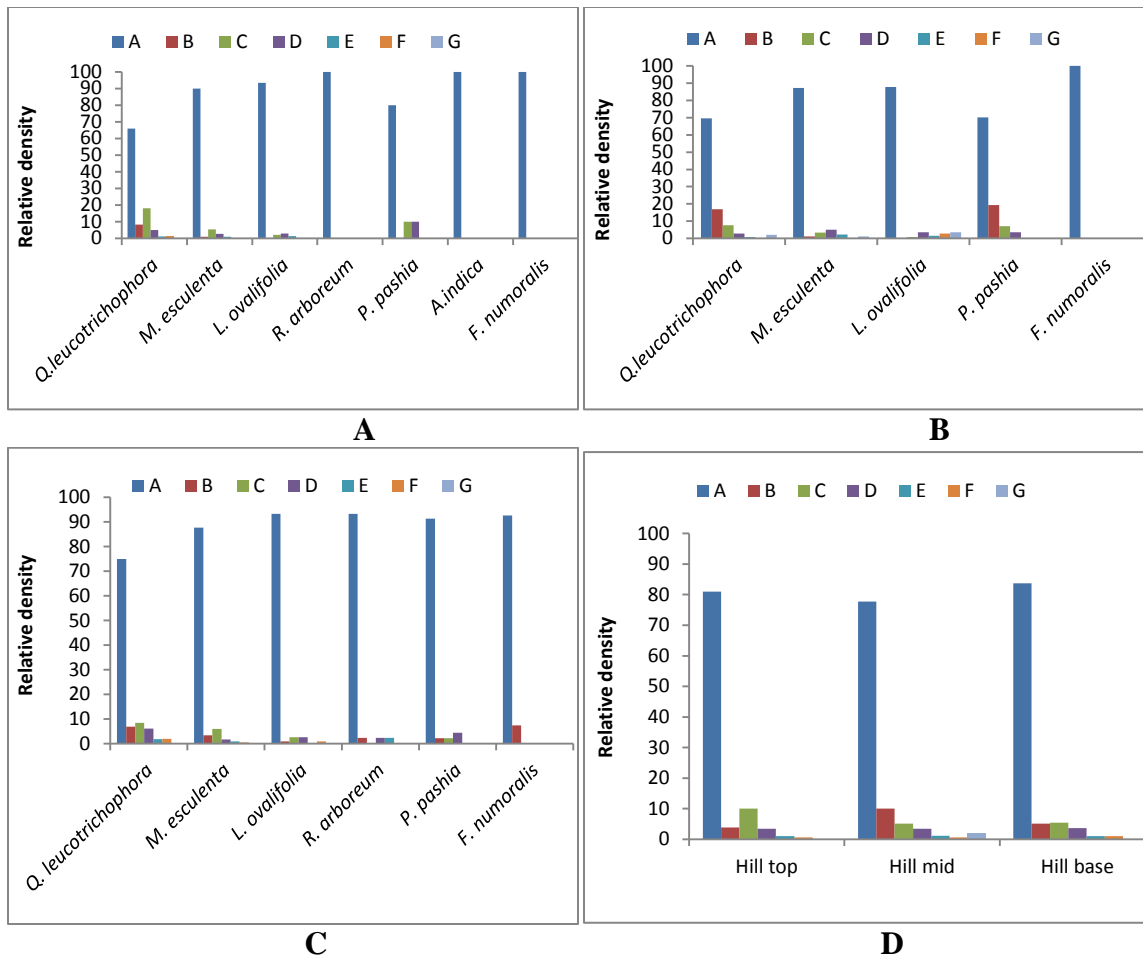 A B C D E F G
100
90
80
70
60
50
40
30
20
10
0
Relative density
Q.leucotrichophora
M. esculenta
L. ovalifolia
R. arboreum
P. pashia
A.indica
F. numoralis
A
A B C D E F G
100
90
80
70
60
50
40
30
20
10
0
Relative density
Q.leucotrichophora
M. esculenta
L. ovalifolia
P. pashia
F. numoralis
B
A B C D E F G
100
90
80
70
60
50
40
30
20
10
0
Relative density
Q. leucotrichophora
M. esculenta
L. ovalifolia
R. arboreum
P. pashia
F. numoralis
C
A B C D E F G
100
90
80
70
60
50
40
30
20
10
0
Relative density
Hill top
Hill mid
Hill base
D